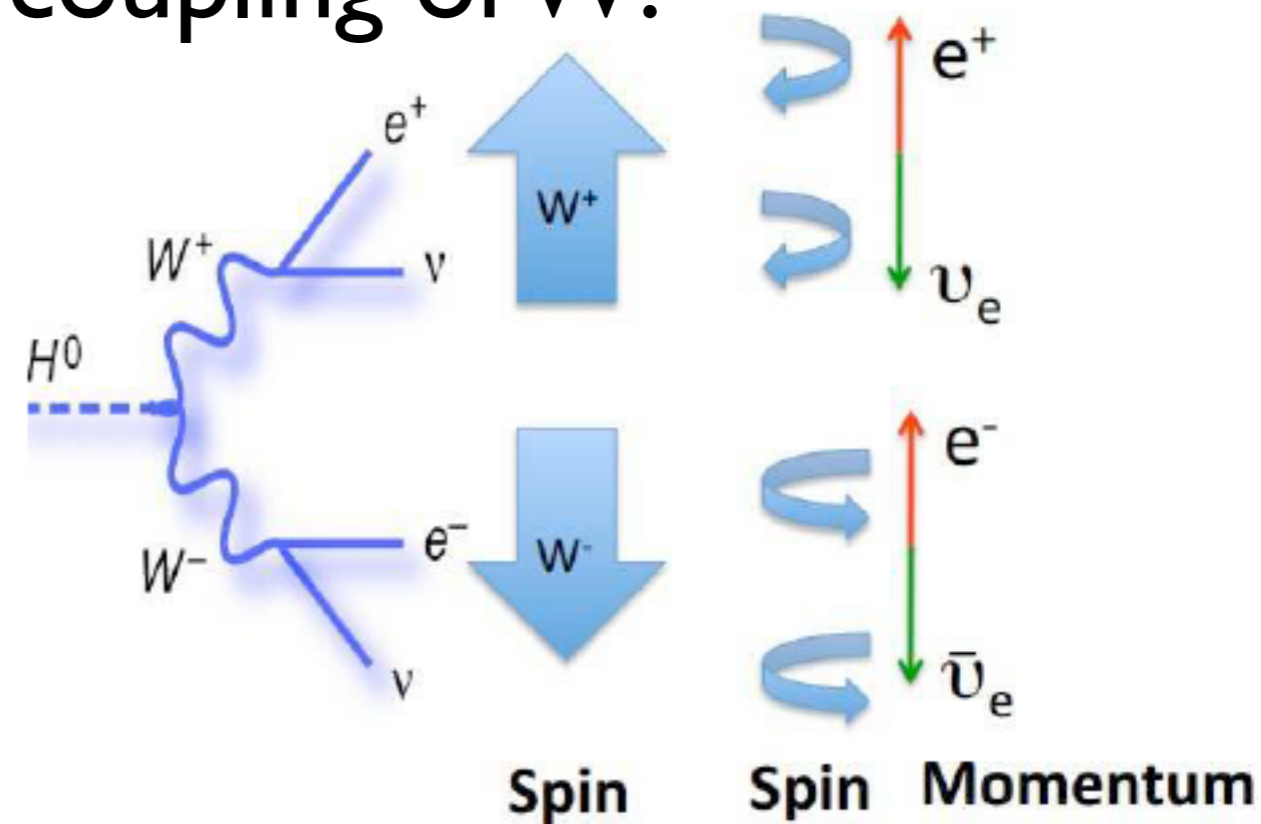 coupling of W.
e⁺
W⁺
ν
H⁰
W⁻
e⁻
ν
W⁺
W⁻
e⁺
υₑ
e⁻
ῡₑ
Spin
Spin
Momentum